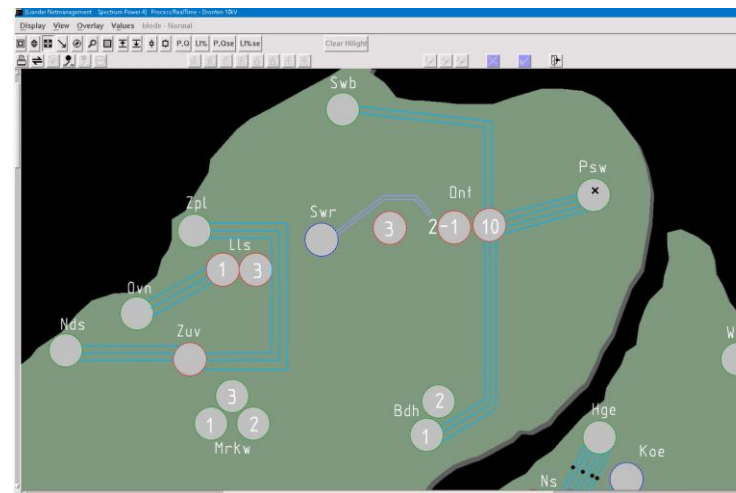 (Liander Netmanagement Spectrum Power 4) Process/RealTime - Dronten 10kV
Display View Overlay Values Mode - Normal
P,Q U% P,Qse U%se Clear Hilight
Swb
Psw
Zpl
Swr
Dnt
3
2-1
10
Lls
1 3
Ovn
Nds
Zuv
3
1 2
Mrkw
2
Bdh
1
W
Hge
Koe
Ns